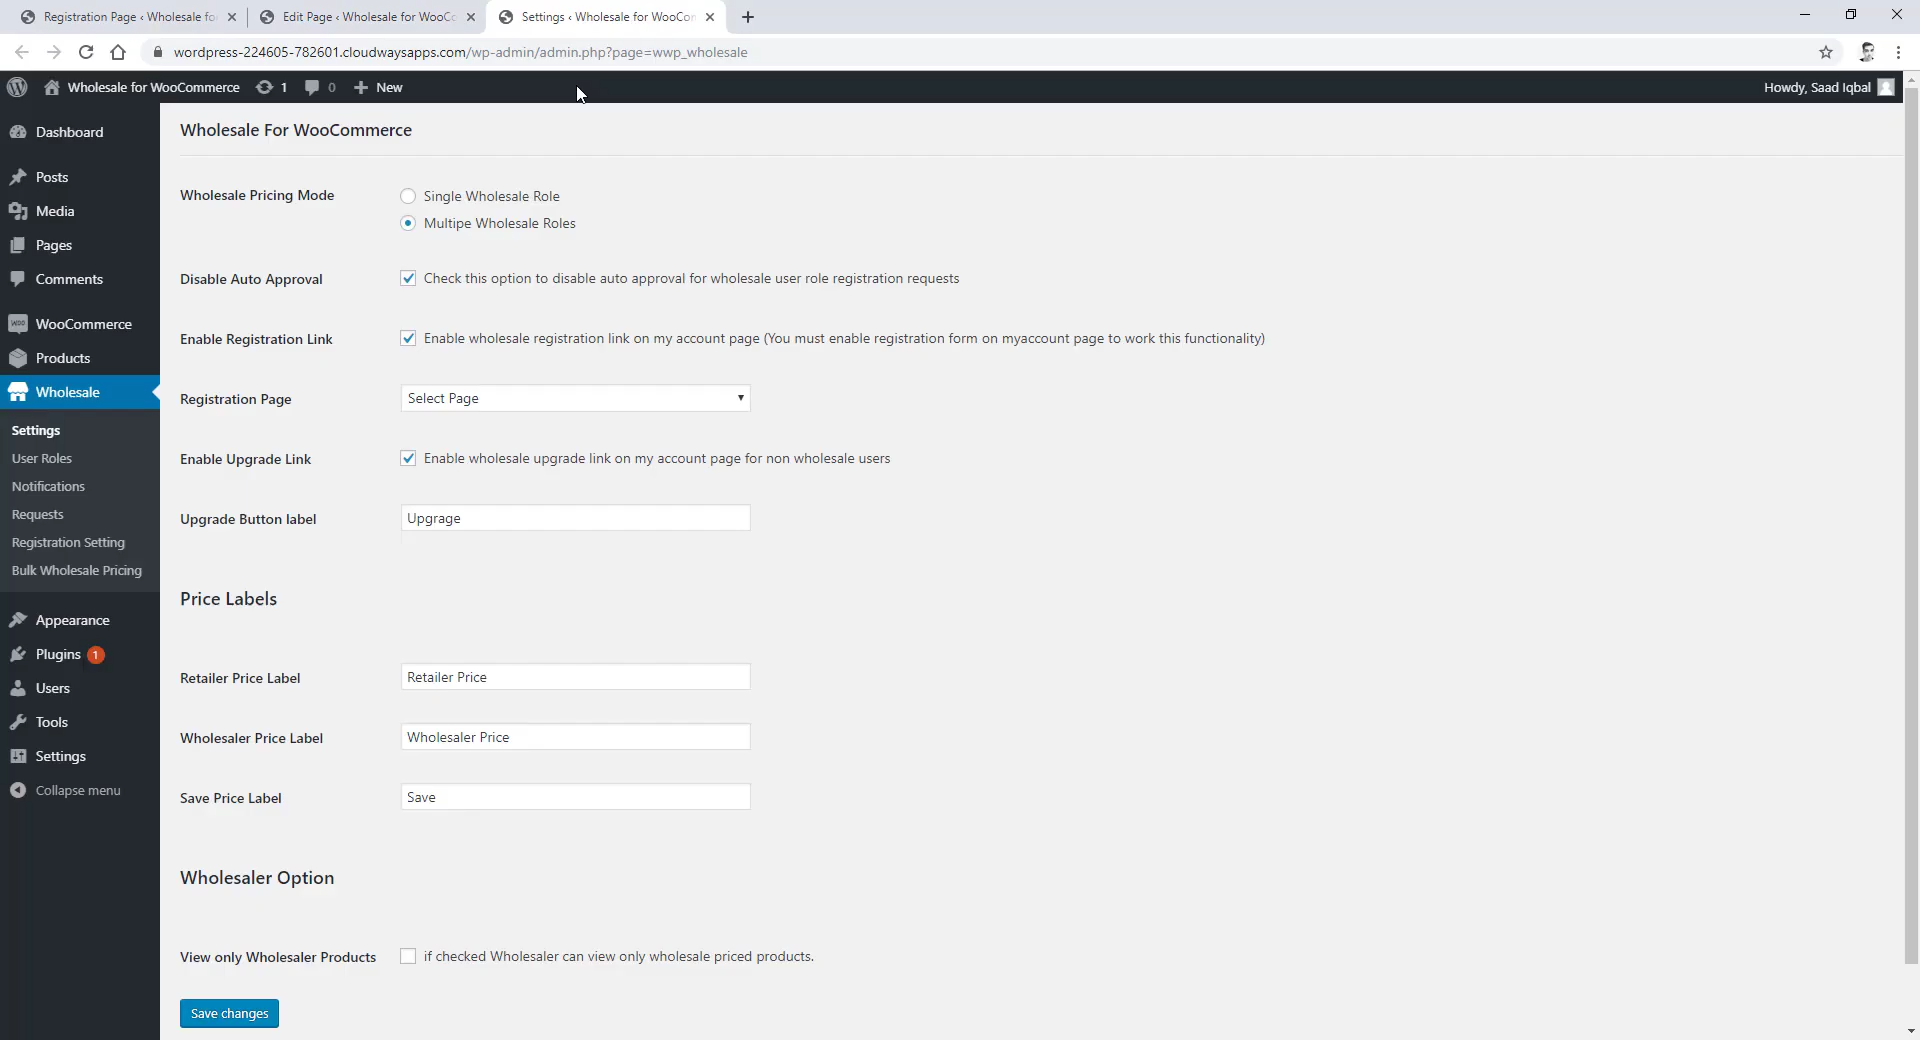 Registration Page ‹ Wholesale fo
Edit Page ‹ Wholesale for WooCo
Settings ‹ Wholesale for WooCon
wordpress-224605-782601.cloudwaysapps.com/wp-admin/admin.php?page=wwp_wholesale
Wholesale for WooCommerce
1
0
New
Howdy, Saad Iqbal
Dashboard
Posts
Media
Pages
Comments
WooCommerce
Products
Wholesale
Settings
User Roles
Notifications
Requests
Registration Setting
Bulk Wholesale Pricing
Appearance
Plugins 1
Users
Tools
Settings
Collapse menu
Wholesale For WooCommerce
Wholesale Pricing Mode
Single Wholesale Role
Multipe Wholesale Roles
Disable Auto Approval
Check this option to disable auto approval for wholesale user role registration requests
Enable Registration Link
Enable wholesale registration link on my account page (You must enable registration form on myaccount page to work this functionality)
Registration Page
Select Page
Enable Upgrade Link
Enable wholesale upgrade link on my account page for non wholesale users
Upgrade Button label
Upgrage
Price Labels
Retailer Price Label
Retailer Price
Wholesaler Price Label
Wholesaler Price
Save Price Label
Save
Wholesaler Option
View only Wholesaler Products
if checked Wholesaler can view only wholesale priced products.
Save changes